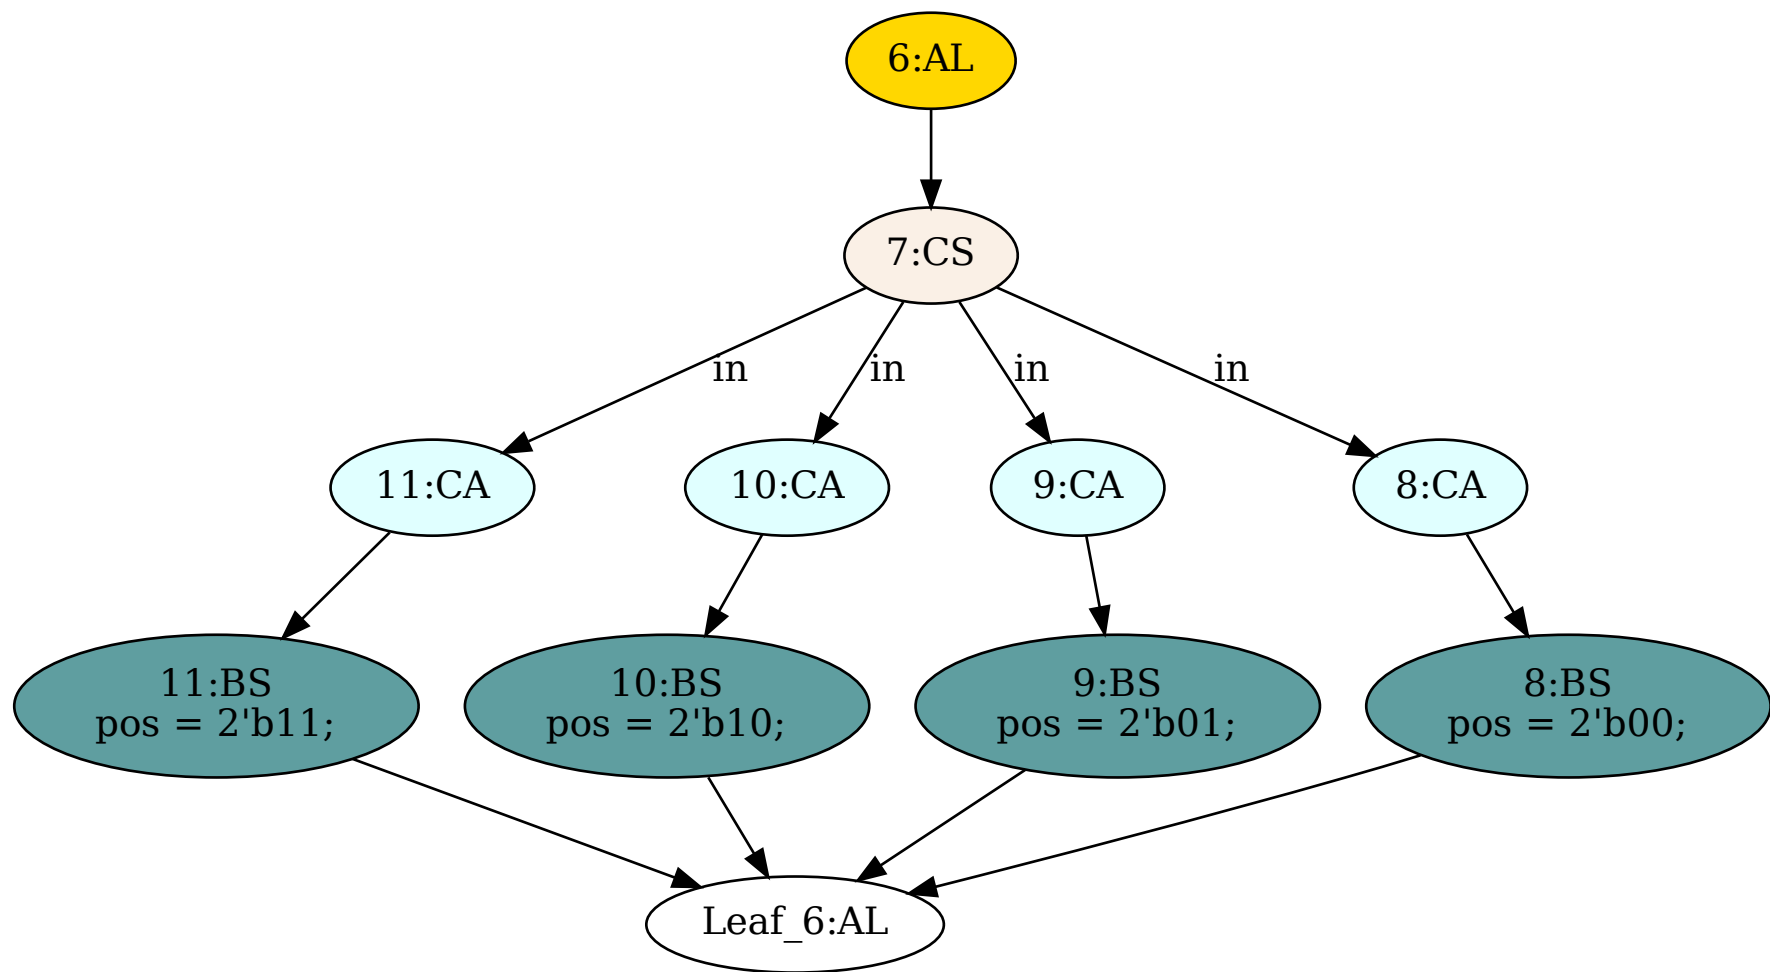 6:AL
7:CS
in
in
in
in
11:CA
10:CA
9:CA
8:CA
11:BS
pos = 2'b11;
10:BS
pos = 2'b10;
9:BS
pos = 2'b01;
8:BS
pos = 2'b00;
Leaf_6:AL